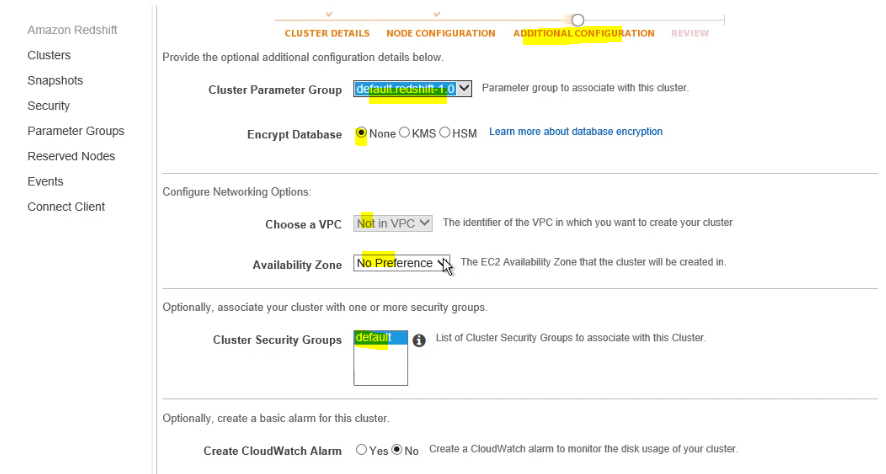 Amazon Redshift
Clusters
Snapshots
Security
Parameter Groups
Reserved Nodes
Events
Connect Client
CLUSTER DETAILS NODE CONFIGURATION ADDITIONAL CONFIGURATION REVIEW
Provide the optional additional configuration details below.
Cluster Parameter Group default.redshift-1.0 Parameter group to associate with this cluster.
Encrypt Database None KMS HSM Learn more about database encryption
Configure Networking Options:
Choose a VPC Not in VPC The identifier of the VPC in which you want to create your cluster
Availability Zone No Preference The EC2 Availability Zone that the cluster will be created in.
Optionally, associate your cluster with one or more security groups.
Cluster Security Groups default List of Cluster Security Groups to associate with this Cluster.
Optionally, create a basic alarm for this cluster.
Create CloudWatch Alarm Yes No Create a CloudWatch alarm to monitor the disk usage of your cluster.